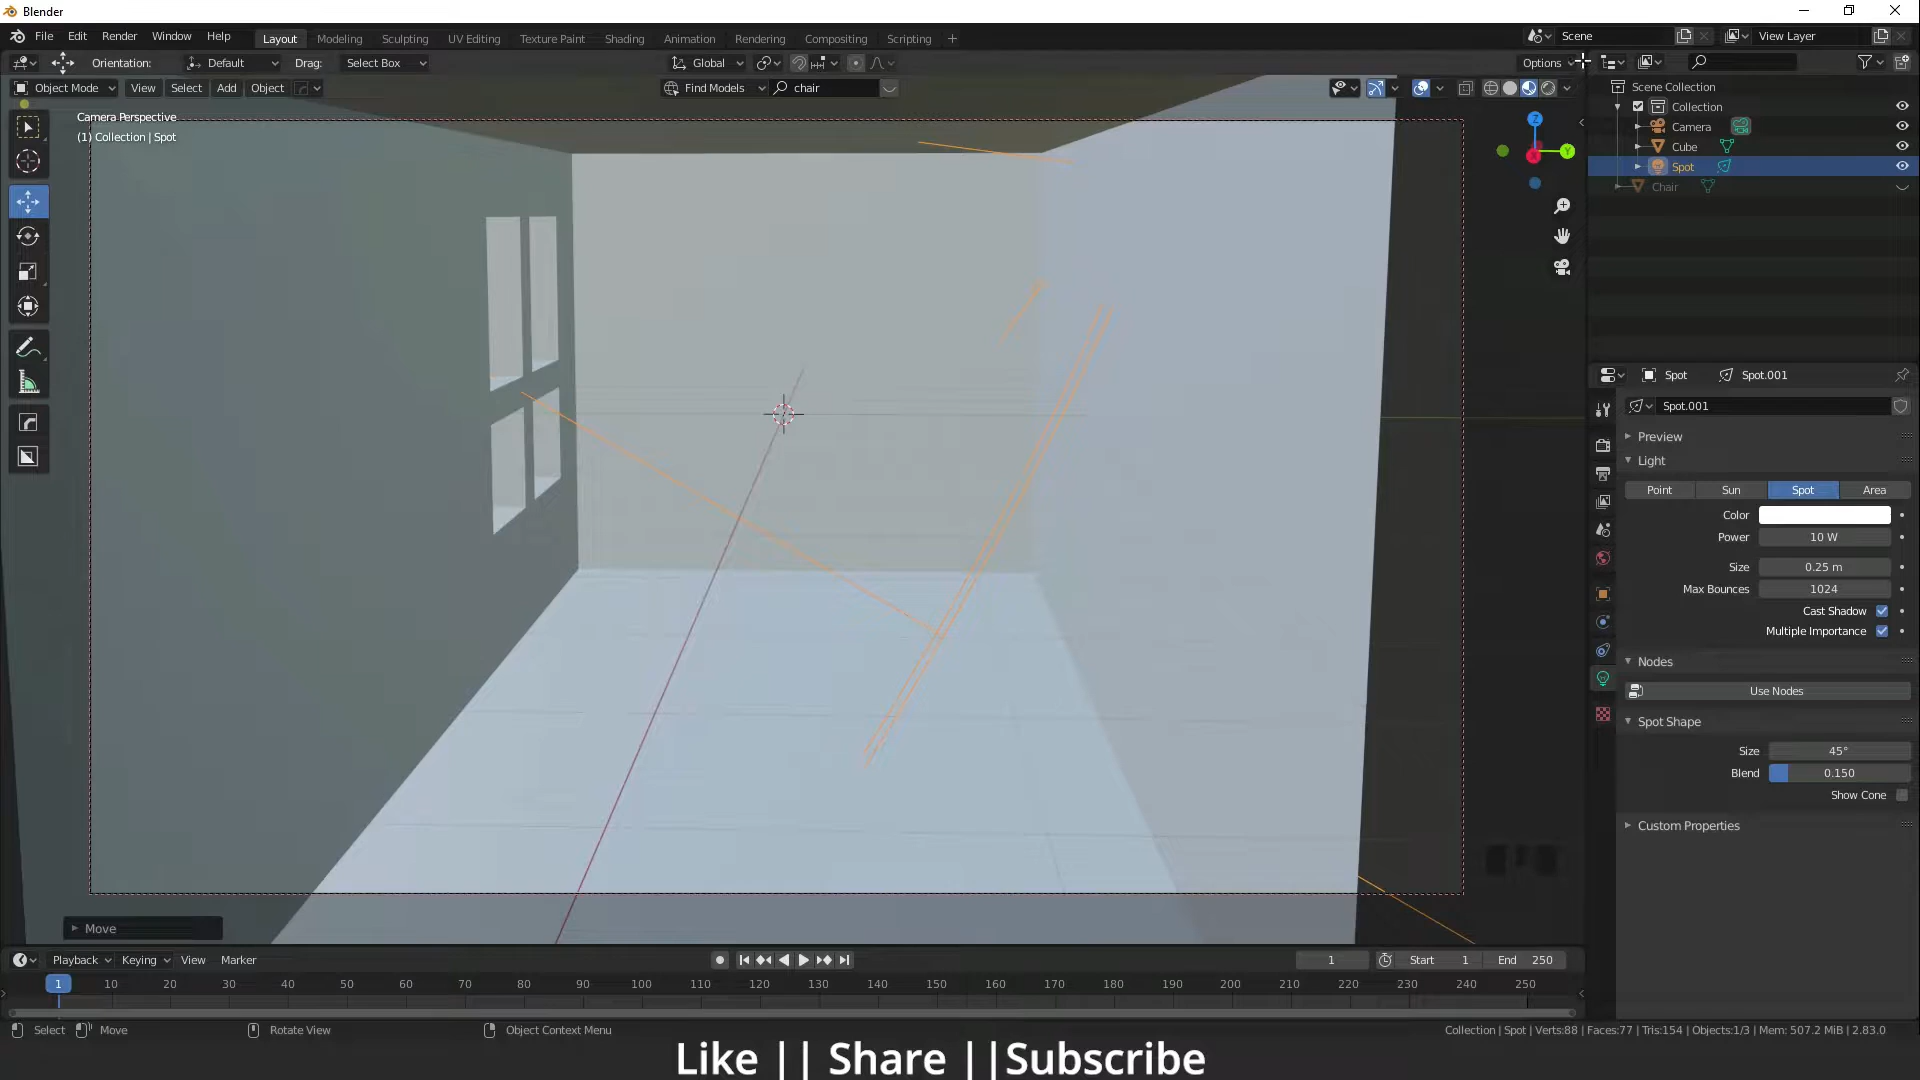 Blender
File Edit Render Window Help Layout Modeling Sculpting UV Editing Texture Paint Shading Animation Rendering Compositing Scripting + Scene View Layer
Orientation: Default Drag: Select Box Global Options
Object Mode View Select Add Object Find Models chair
Camera Perspective
(1) Collection | Spot
Z
Y
X
Scene Collection
Collection
Camera
Cube
Spot
Chair
Spot Spot.001
Spot.001
Preview
Light
Point Sun Spot Area
Color
Power 10 W
Size 0.25 m
Max Bounces 1024
Cast Shadow
Multiple Importance
Nodes
Use Nodes
Spot Shape
Size 45°
Blend 0.150
Show Cone
Custom Properties
Move
Playback Keying View Marker 1 Start 1 End 250
1 10 20 30 40 50 60 70 80 90 100 110 120 130 140 150 160 170 180 190 200 210 220 230 240 250
Select Move Rotate View Object Context Menu Collection | Spot | Verts:88 | Faces:77 | Tris:154 | Objects:1/3 | Mem: 507.2 MiB | 2.83.0
Like || Share ||Subscribe